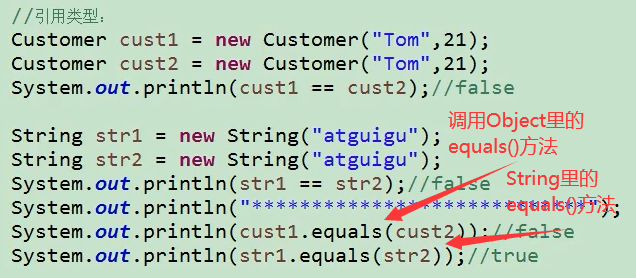 //引用类型：
Customer cust1 = new Customer("Tom",21);
Customer cust2 = new Customer("Tom",21);
System.out.println(cust1 == cust2);//false
String str1 = new String("atguigu");
String str2 = new String("atguigu");
System.out.println(str1 == str2);//false
System.out.println("****************************");
System.out.println(cust1.equals(cust2));//false
System.out.println(str1.equals(str2));//true
调用Object里的
equals()方法
String里的
equals()方法